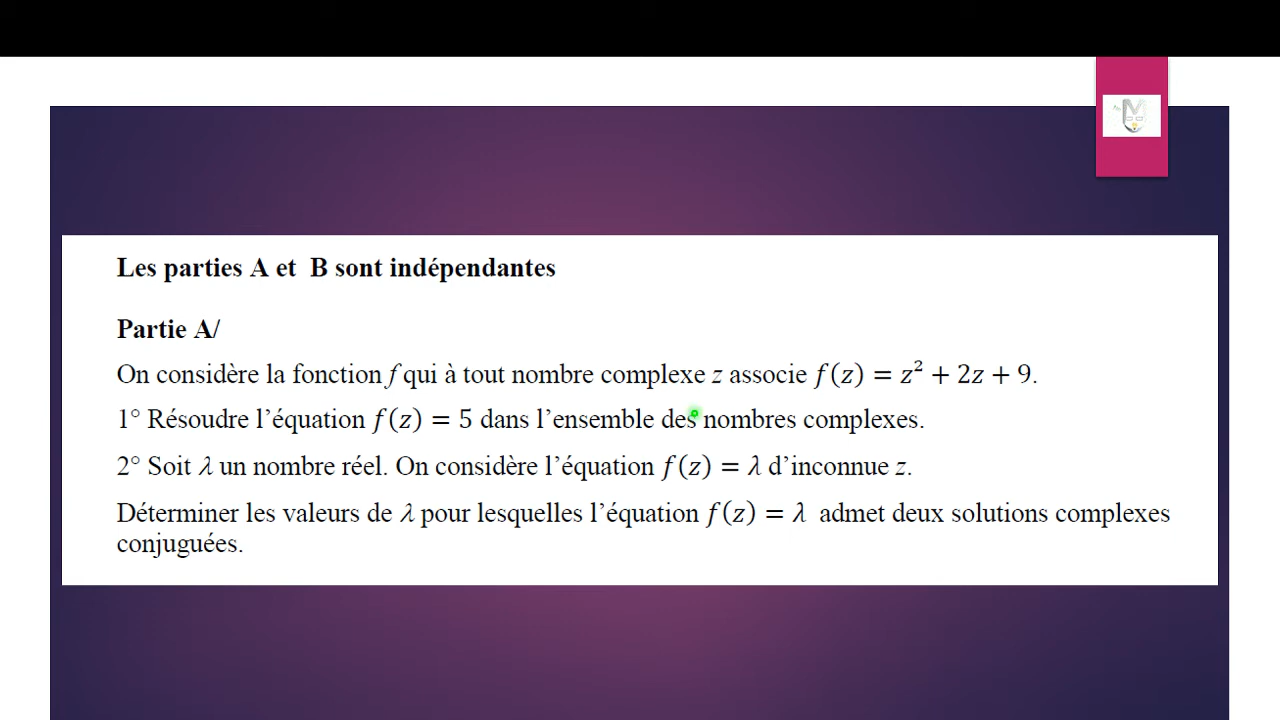 Les parties A et B sont indépendantes
Partie A/
On considère la fonction f qui à tout nombre complexe z associe f(z) = z² + 2z + 9.
1° Résoudre l’équation f(z) = 5 dans l’ensemble des nombres complexes.
2° Soit λ un nombre réel. On considère l’équation f(z) = λ d’inconnue z.
Déterminer les valeurs de λ pour lesquelles l’équation f(z) = λ admet deux solutions complexes
conjuguées.